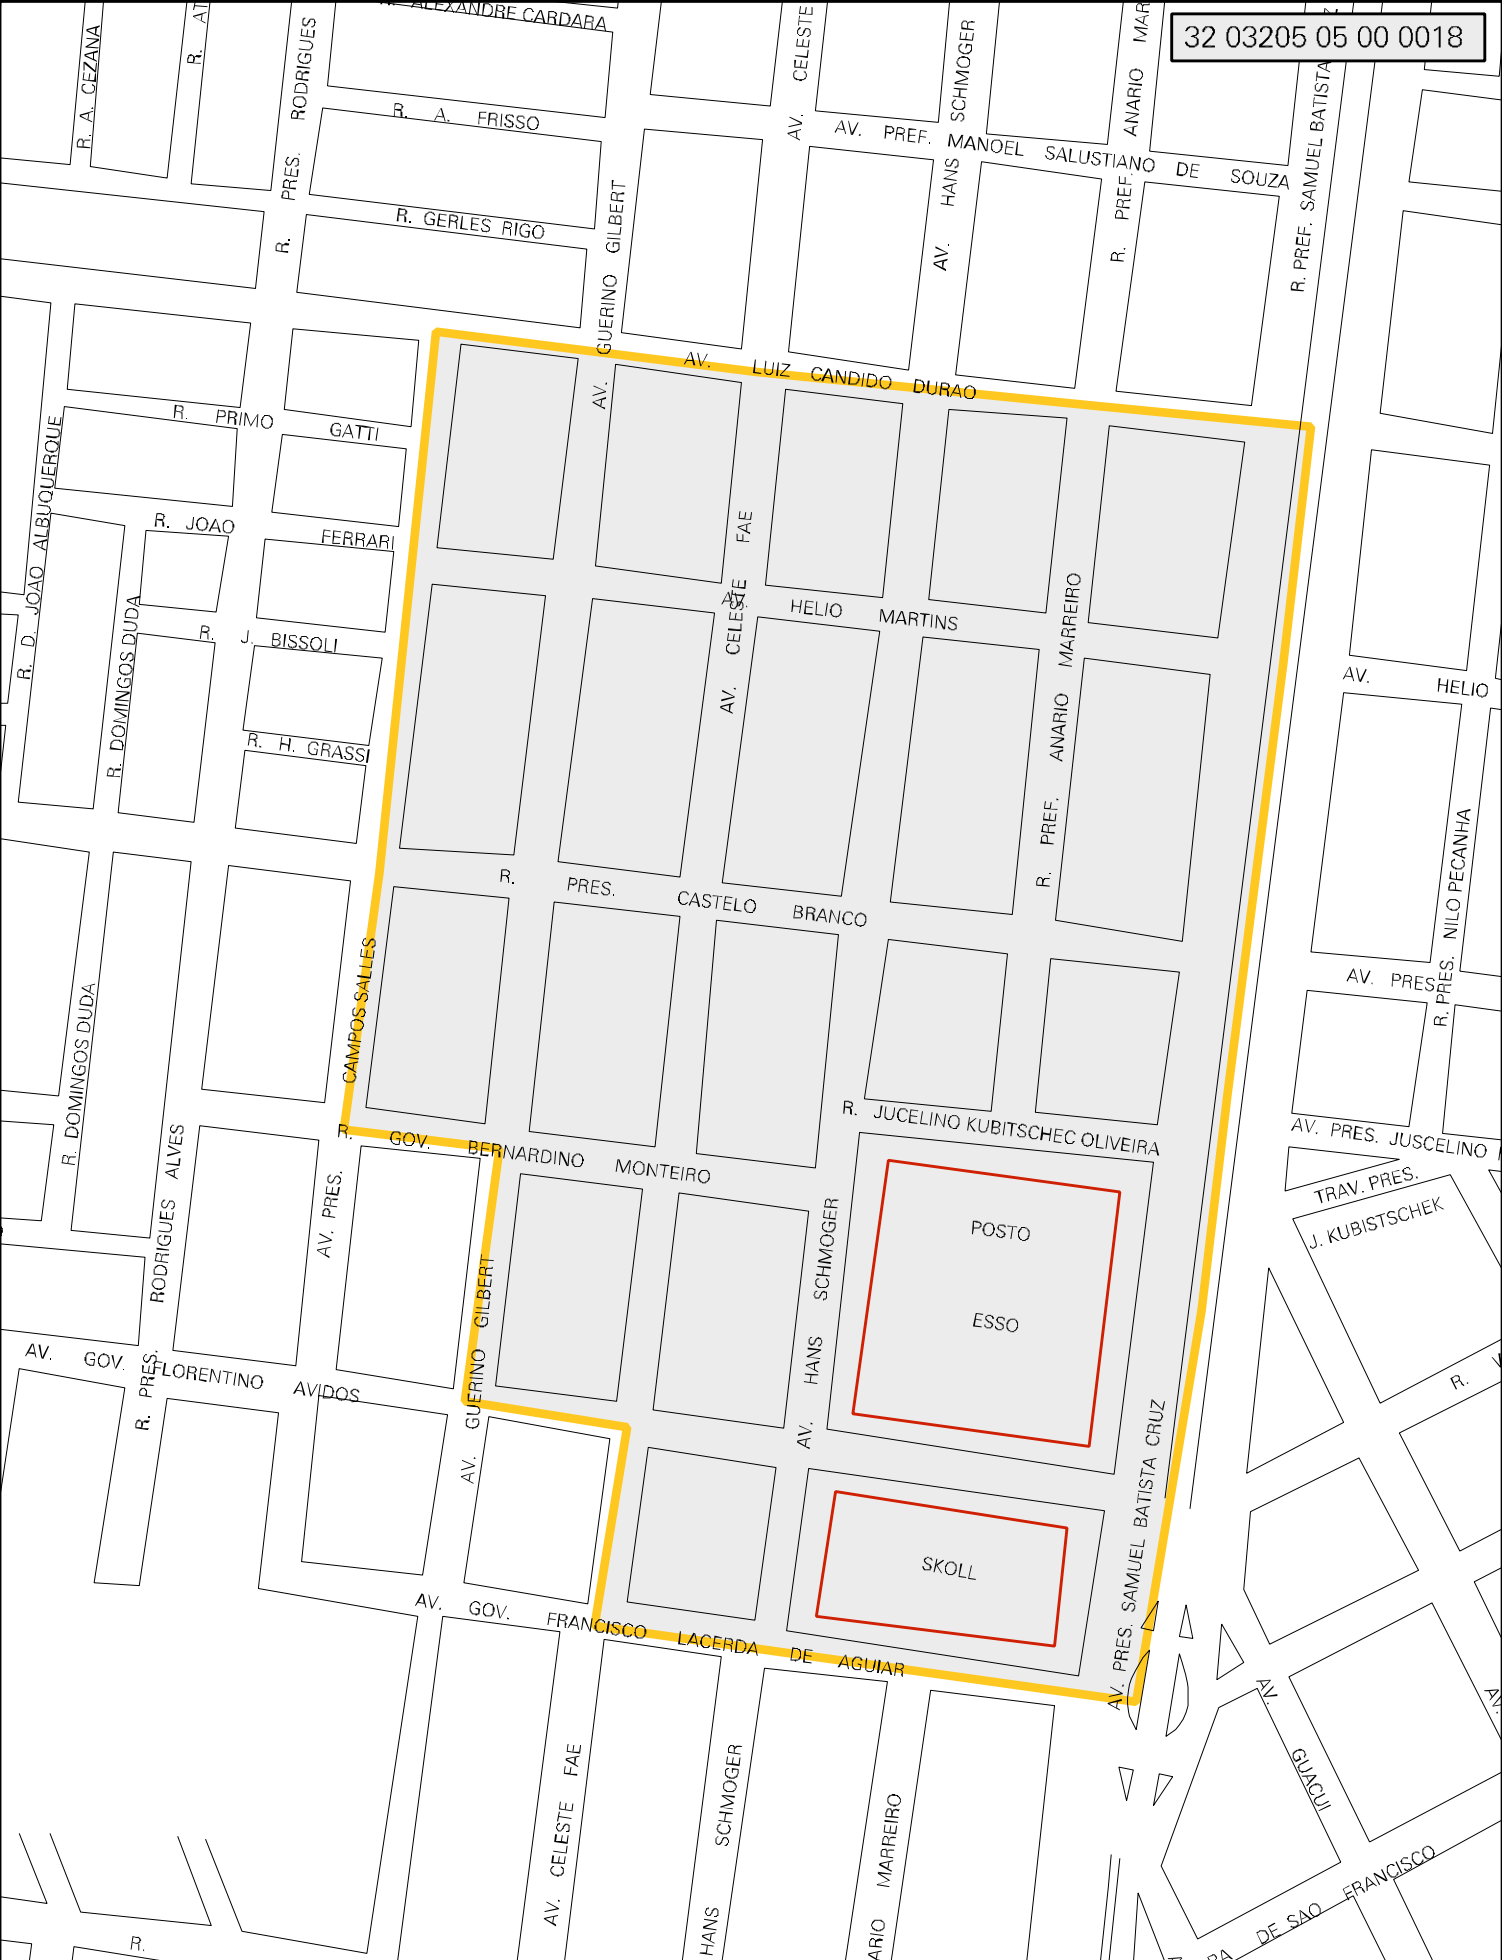 R. ALEXANDRE CARDARA
32 03205 05 00 0018
R. A. CEZANA
R. AT
R. PRES. RODRIGUES
AV. CELESTE
AV. HANS SCHMOGER
R. PREF. ANARIO MAR
R. PREF. SAMUEL BATISTA
R. A. FRISSO
AV. PREF. MANOEL SALUSTIANO DE SOUZA
R. GERLES RIGO
AV. GUERINO GILBERT
AV. LUIZ CANDIDO DURAO
R. PRIMO GATTI
R. D. JOAO ALBUQUERQUE
R. JOAO FERRARI
AV. CELESTE FAE
AV. HELIO MARTINS
R. PREF. ANARIO MARREIRO
R. DOMINGOS DUDA
R. J. BISSOLI
AV. HELIO
R. H. GRASSI
R. PRES. CASTELO BRANCO
R. PRES. NILO PECANHA
AV. PRES.
AV. PRES. CAMPOS SALLES
R. DOMINGOS DUDA
R. JUCELINO KUBITSCHEC OLIVEIRA
AV. PRES. JUSCELINO
R. GOV. BERNARDINO MONTEIRO
TRAV. PRES.
J. KUBISTSCHEK
R. PRES. RODRIGUES ALVES
POSTO
ESSO
AV. HANS SCHMOGER
AV. GUERINO GILBERT
AV. GOV. FLORENTINO AVIDOS
R.
AV. PRES. SAMUEL BATISTA CRUZ
SKOLL
AV. GOV. FRANCISCO LACERDA DE AGUIAR
AV. GUACUI
AV.
AV. CELESTE FAE
HANS SCHMOGER
ARIO MARREIRO
RA DE SAO FRANCISCO
R.